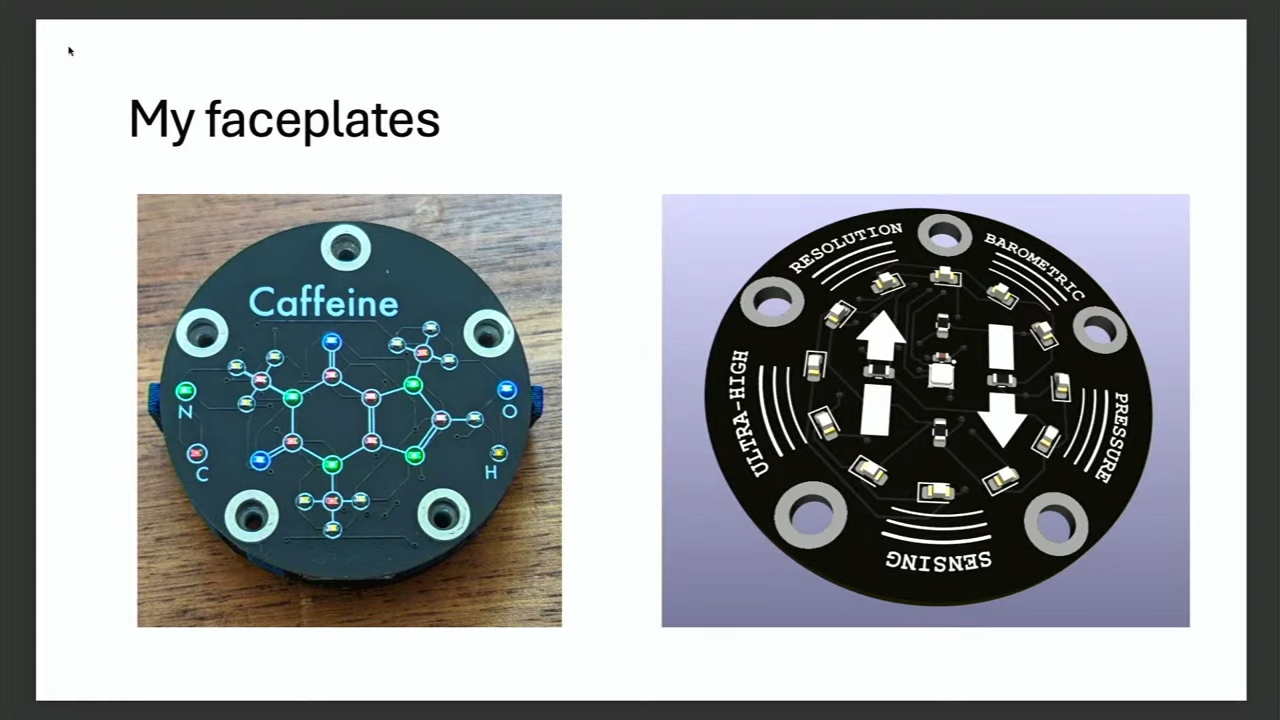 My faceplates
Caffeine
N
C
O
H
ULTRA-HIGH
RESOLUTION
BAROMETRIC
PRESSURE
SENSING